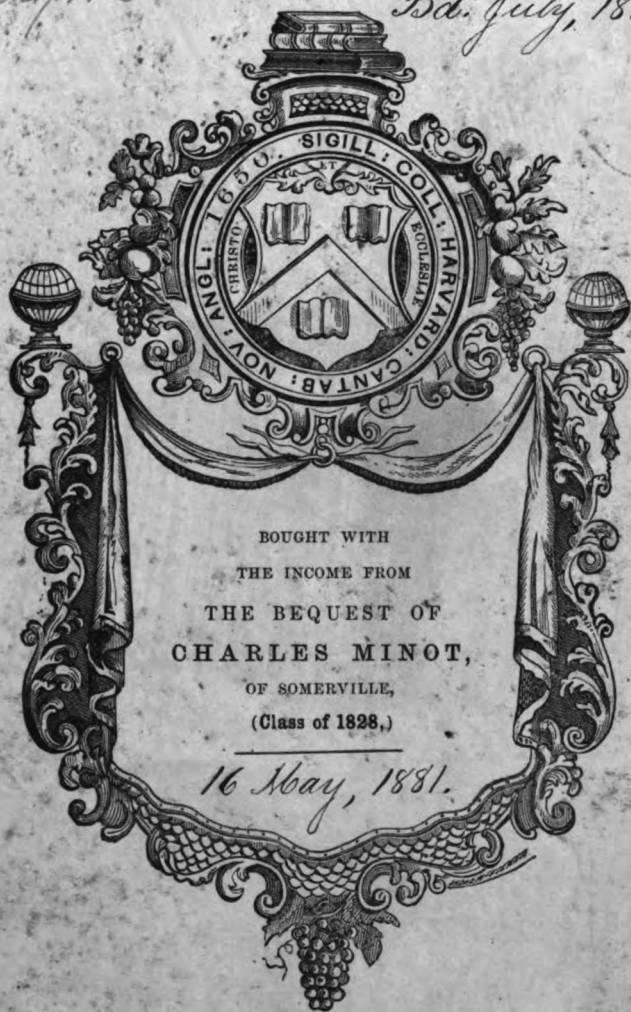 Bd. July, 18
SIGILL: COLL: HARVARD: CANTAB: NOV: ANGL: 1650.
ET
CHRISTO
ECCLESIAE
BOUGHT WITH
THE INCOME FROM
THE BEQUEST OF
CHARLES MINOT,
OF SOMERVILLE,
(Class of 1828.)
16 May, 1881.